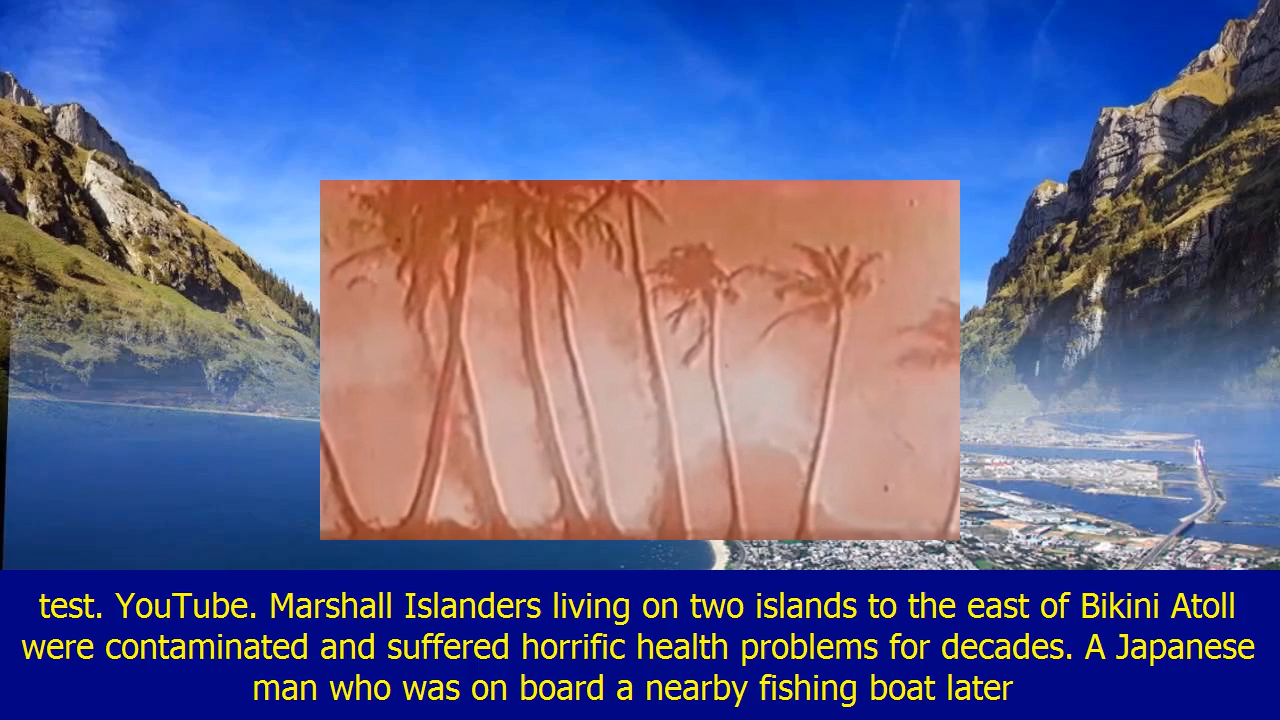 test. YouTube. Marshall Islanders living on two islands to the east of Bikini Atoll
were contaminated and suffered horrific health problems for decades. A Japanese
man who was on board a nearby fishing boat later